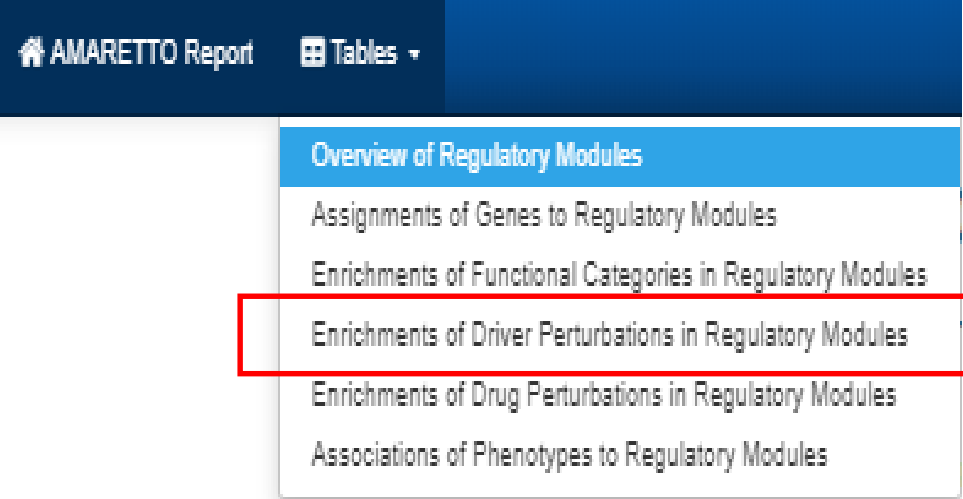 AMARETTO Report Tables
Overview of Regulatory Modules
Assignments of Genes to Regulatory Modules
Enrichments of Functional Categories in Regulatory Modules
Enrichments of Driver Perturbations in Regulatory Modules
Enrichments of Drug Perturbations in Regulatory Modules
Associations of Phenotypes to Regulatory Modules